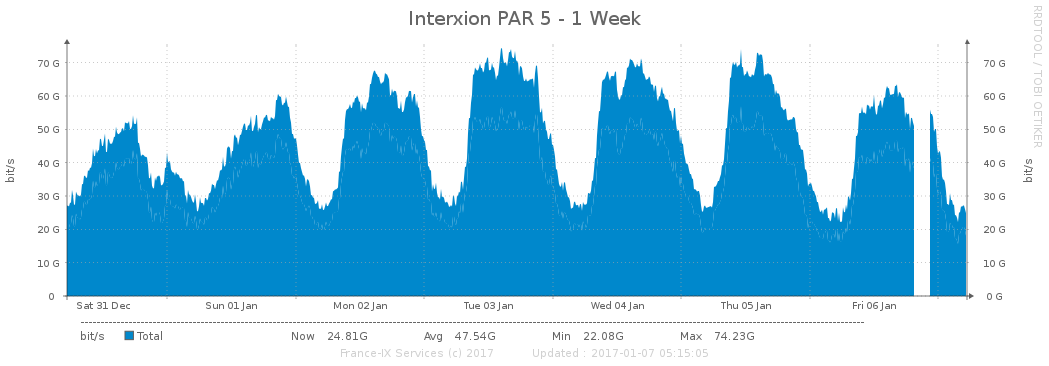 Interxion PAR 5 - 1 Week
RRDTOOL / TOBI OETIKER
bit/s
70 G 70 G
60 G 60 G
50 G 50 G
40 G 40 G
30 G 30 G
20 G 20 G
10 G 10 G
0 0 G
bit/s
Sat 31 Dec Sun 01 Jan Mon 02 Jan Tue 03 Jan Wed 04 Jan Thu 05 Jan Fri 06 Jan
bit/s Total Now 24.81G Avg 47.54G Min 22.08G Max 74.23G
France-IX Services (c) 2017 Updated : 2017-01-07 05:15:05